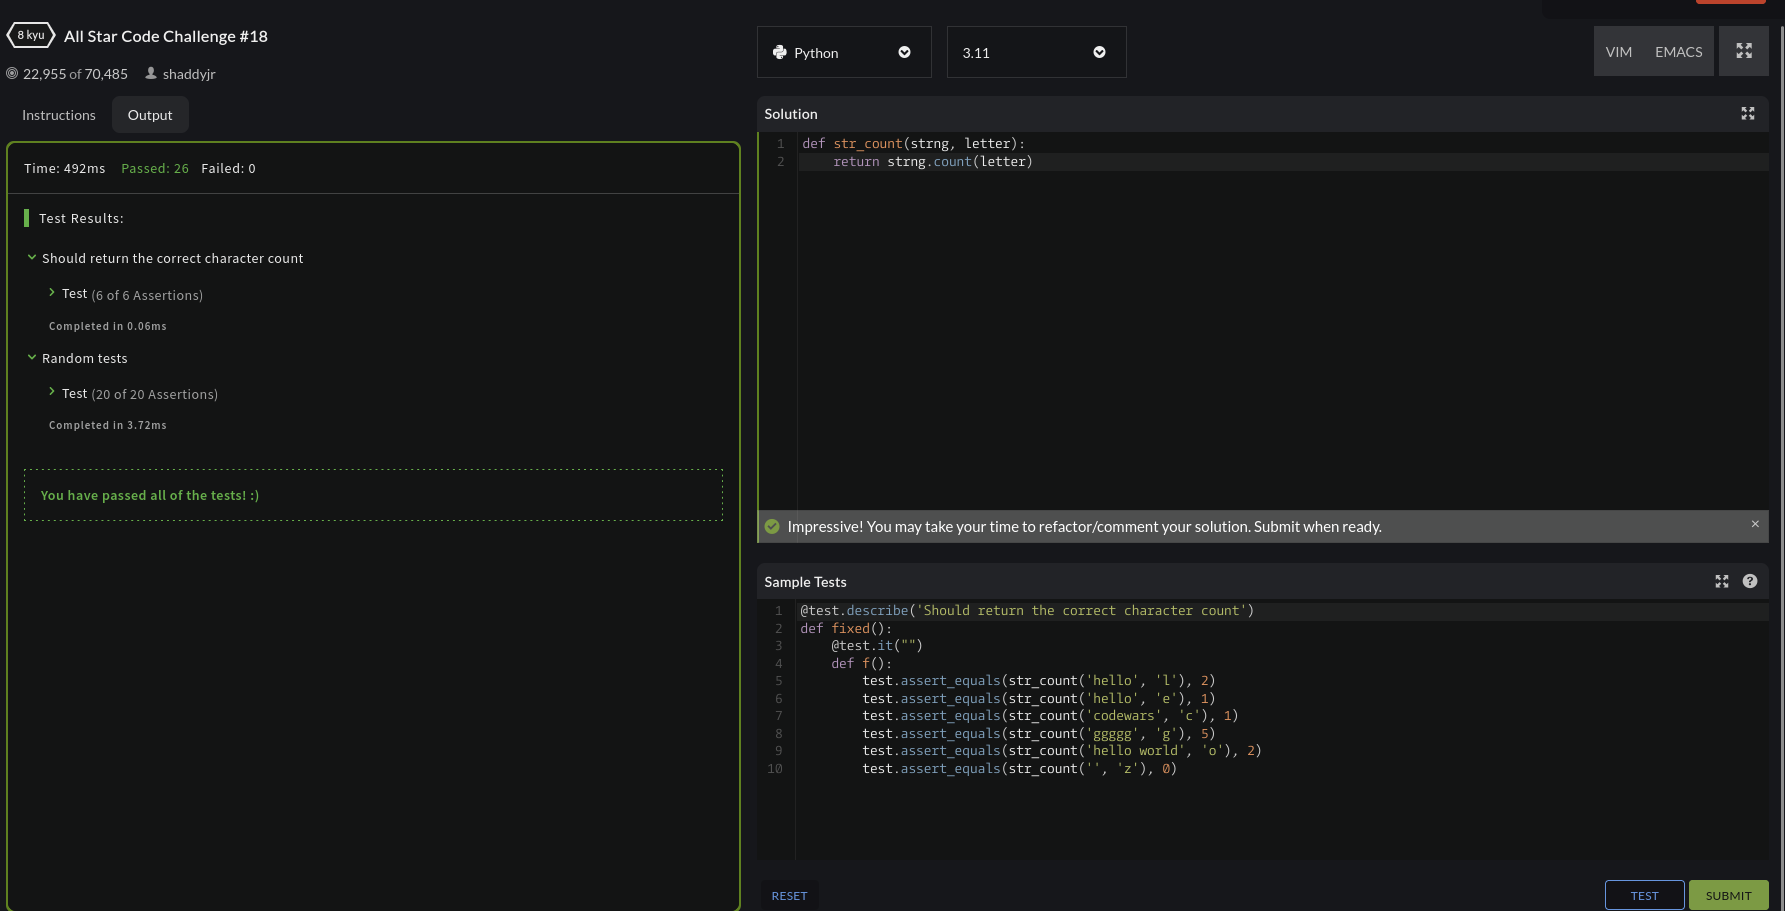 8 kyu All Star Code Challenge #18
22,955 of 70,485 shaddyjr
Instructions Output
Time: 492ms Passed: 26 Failed: 0
Test Results:
Should return the correct character count
Test (6 of 6 Assertions)
Completed in 0.06ms
Random tests
Test (20 of 20 Assertions)
Completed in 3.72ms
You have passed all of the tests! :)
Python 3.11 VIM EMACS
Solution
1 def str_count(strng, letter):
2     return strng.count(letter)
Impressive! You may take your time to refactor/comment your solution. Submit when ready. ×
Sample Tests ?
1 @test.describe('Should return the correct character count')
2 def fixed():
3     @test.it("")
4     def f():
5         test.assert_equals(str_count('hello', 'l'), 2)
6         test.assert_equals(str_count('hello', 'e'), 1)
7         test.assert_equals(str_count('codewars', 'c'), 1)
8         test.assert_equals(str_count('ggggg', 'g'), 5)
9         test.assert_equals(str_count('hello world', 'o'), 2)
10         test.assert_equals(str_count('', 'z'), 0)
RESET TEST SUBMIT